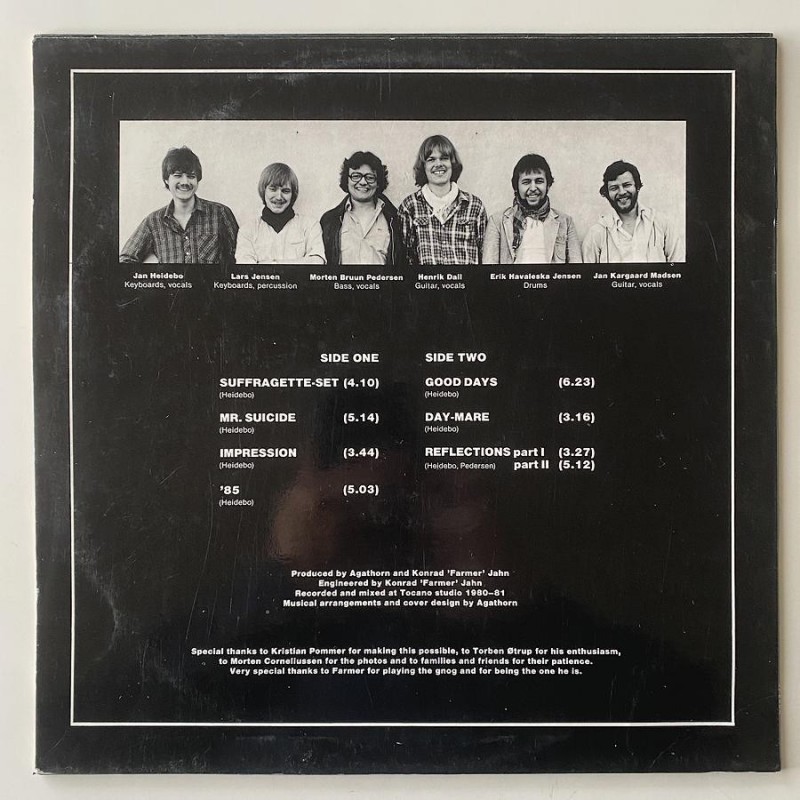 Jan Heidebo
Keyboards, vocals
Lars Jensen
Keyboards, percussion
Morten Bruun Pedersen
Bass, vocals
Henrik Dall
Guitar, vocals
Erik Havaleska Jensen
Drums
Jan Kargaard Madsen
Guitar, vocals
SIDE ONE
SUFFRAGETTE-SET (4.10)
(Heidebo)
MR. SUICIDE (5.14)
(Heidebo)
IMPRESSION (3.44)
(Heidebo)
'85 (5.03)
(Heidebo)
SIDE TWO
GOOD DAYS (6.23)
(Heidebo)
DAY-MARE (3.16)
(Heidebo)
REFLECTIONS part I (3.27)
(Heidebo, Pedersen) part II (5.12)
Produced by Agathorn and Konrad 'Farmer' Jahn
Engineered by Konrad 'Farmer' Jahn
Recorded and mixed at Tocano studio 1980–81
Musical arrangements and cover design by Agathorn
Special thanks to Kristian Pommer for making this possible, to Torben Øtrup for his enthusiasm,
to Morten Corneliussen for the photos and to families and friends for their patience.
Very special thanks to Farmer for playing the gnog and for being the one he is.